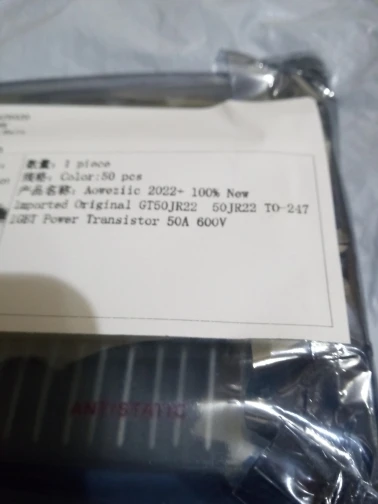 数量: 1 piece
规格: Color:50 pcs
产品名称: Aoweziic 2022+ 100% New
Imported Original GT50JR22 50JR22 TO-247
IGBT Power Transistor 50A 600V
ANTISTATIC